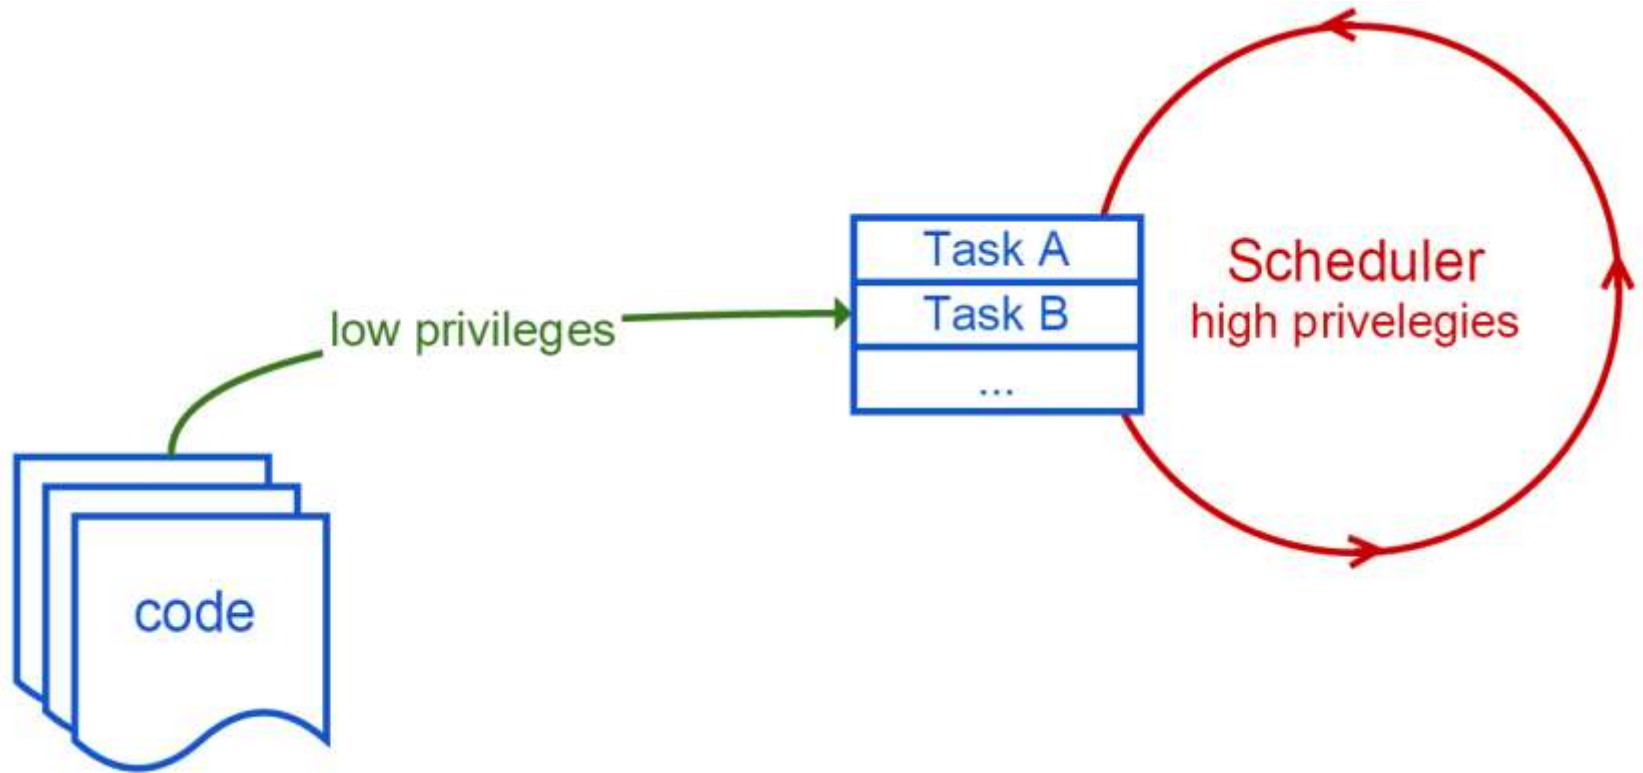 Task A
Task B
...
Scheduler
high privelegies
low privileges
code